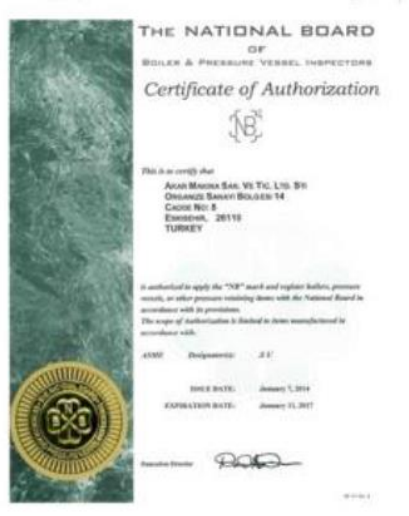 THE NATIONAL BOARD
OF
BOILER & PRESSURE VESSEL INSPECTORS
Certificate of Authorization
NB
This is to certify that
AKAR MAKINA SAN. VE TIC. LTD. STI
ORGANIZE SANAYI BOLGESI 14
CADDE NO: 8
ESKISEHIR, 26110
TURKEY
is authorized to apply the "NB" mark and register boilers, pressure
vessels, or other pressure retaining items with the National Board in
accordance with its provisions.
The scope of Authorization is limited to items manufactured in
accordance with:
ASME Designator(s): U
ISSUE DATE: January 7, 2014
EXPIRATION DATE: January 11, 2017
Executive Director